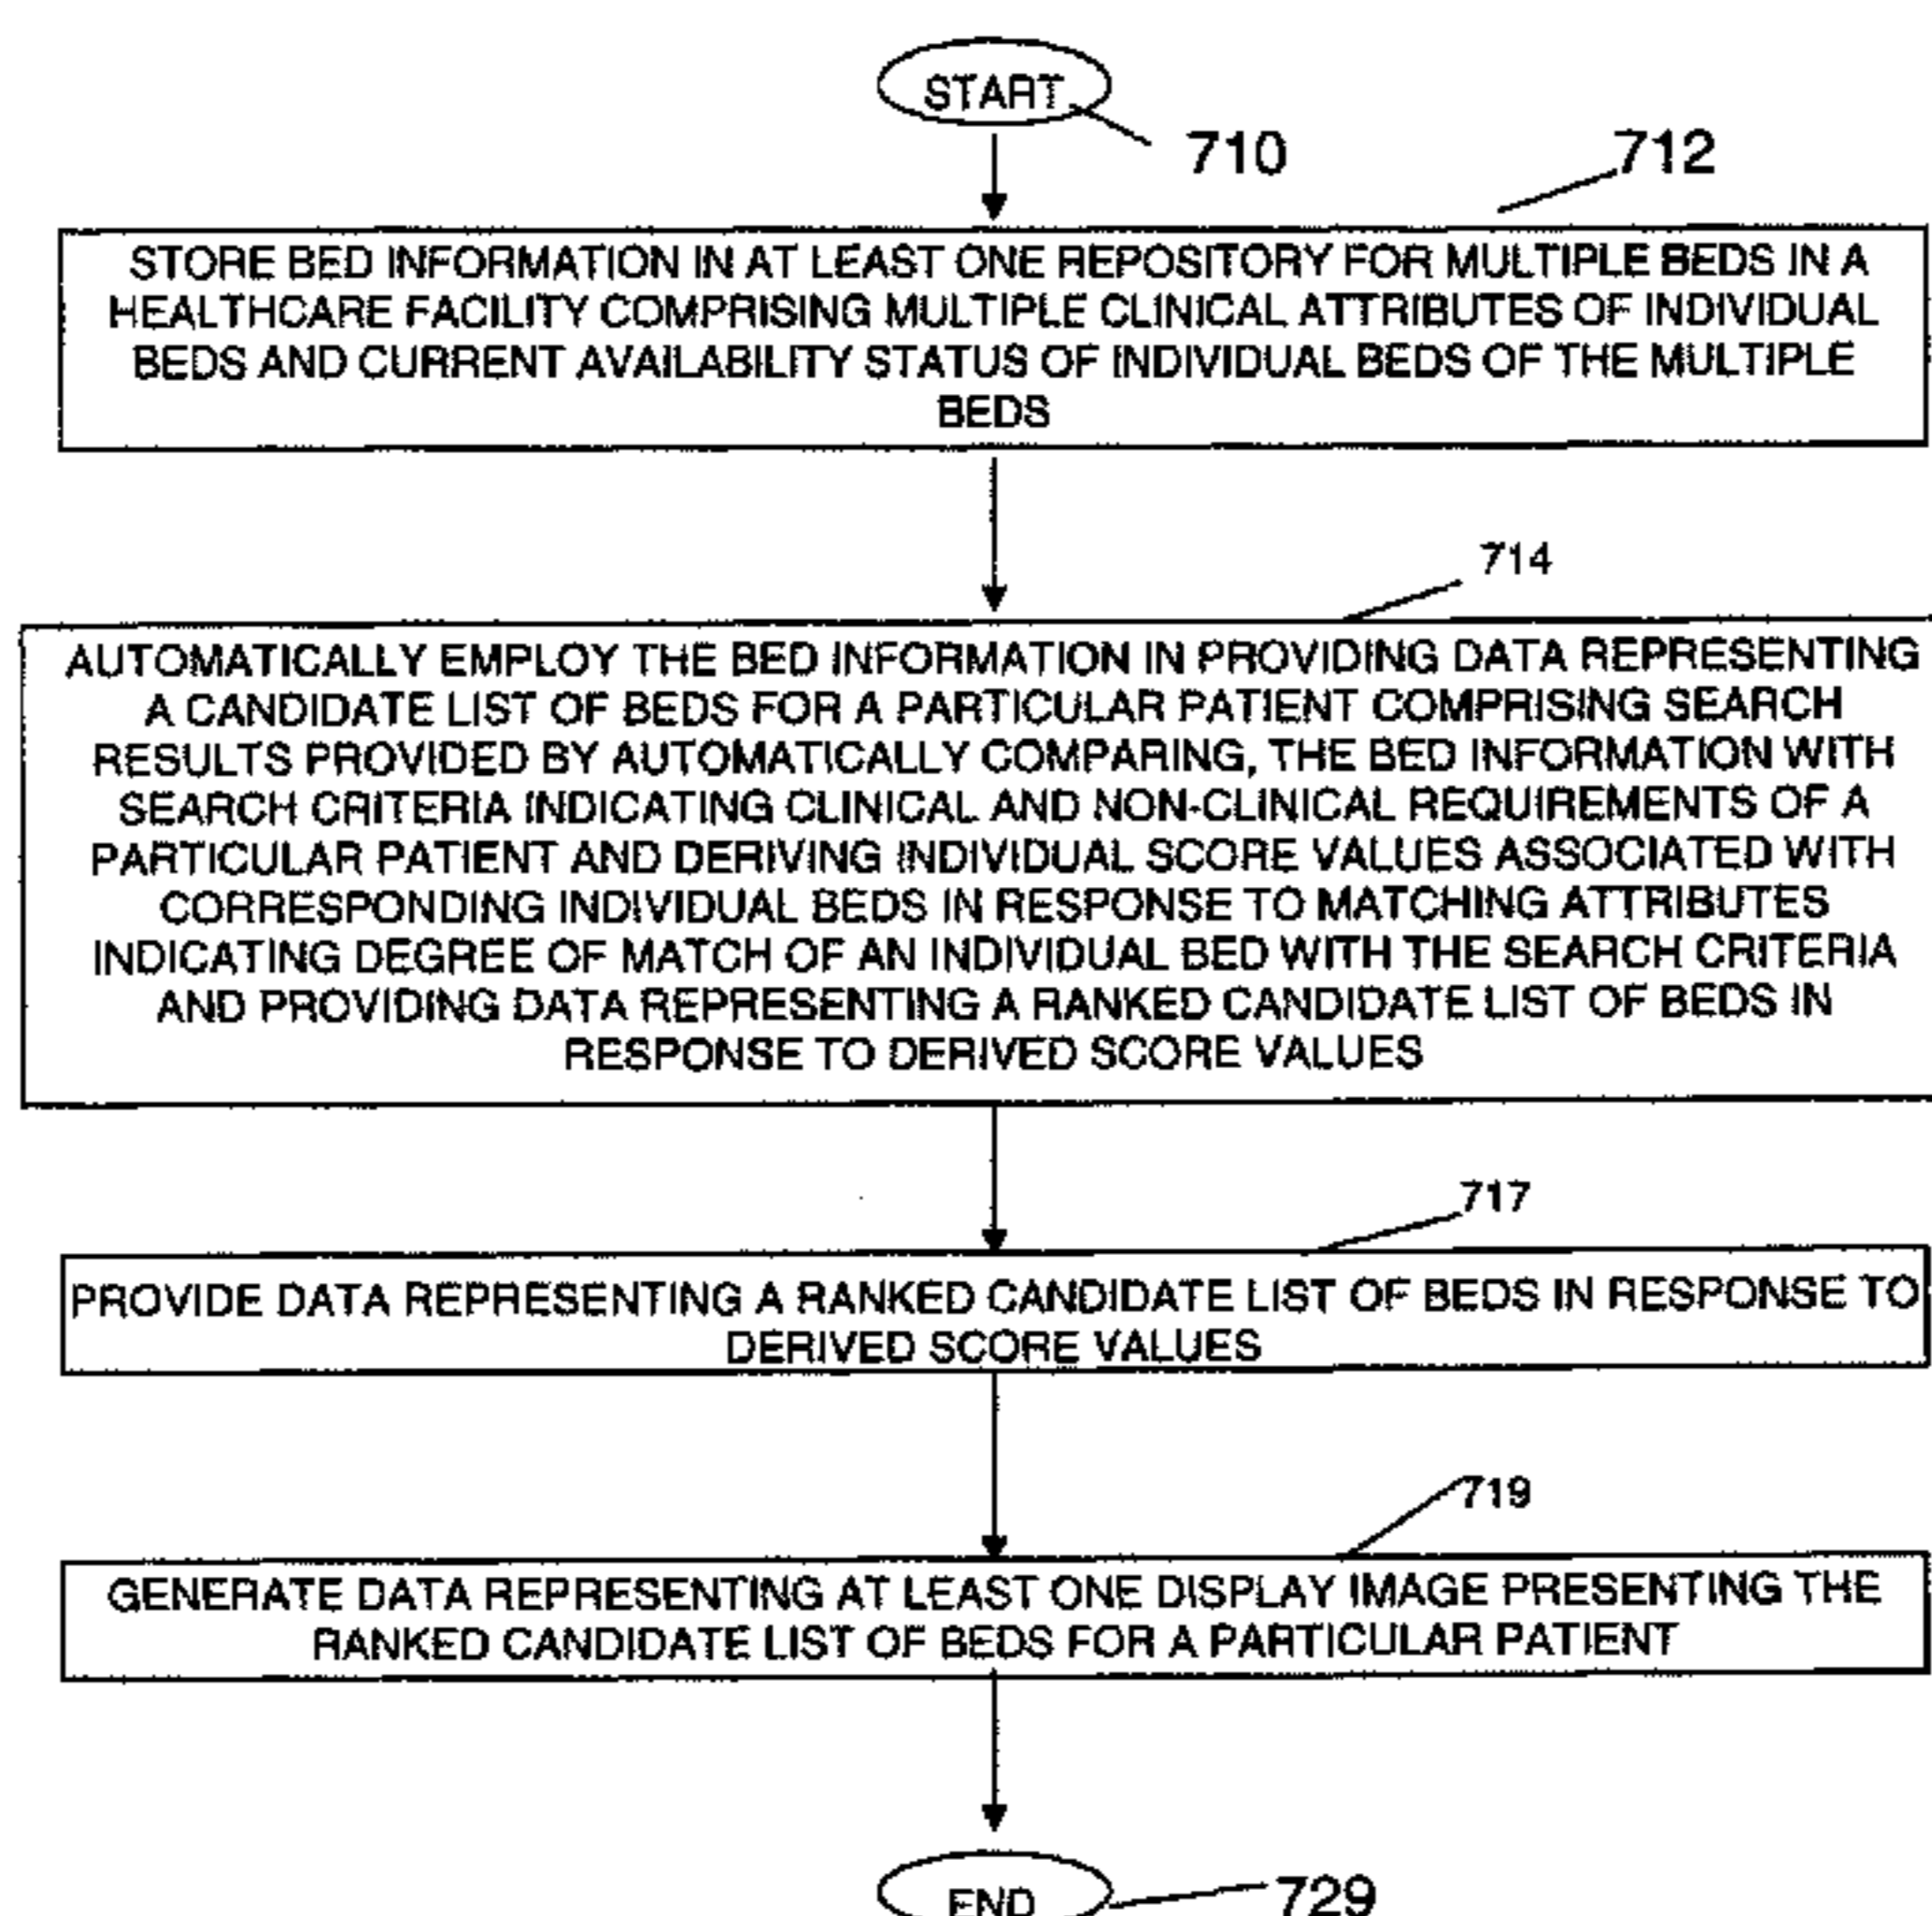 START
710
712
STORE BED INFORMATION IN AT LEAST ONE REPOSITORY FOR MULTIPLE BEDS IN A
HEALTHCARE FACILITY COMPRISING MULTIPLE CLINICAL ATTRIBUTES OF INDIVIDUAL
BEDS AND CURRENT AVAILABILITY STATUS OF INDIVIDUAL BEDS OF THE MULTIPLE
BEDS
714
AUTOMATICALLY EMPLOY THE BED INFORMATION IN PROVIDING DATA REPRESENTING
A CANDIDATE LIST OF BEDS FOR A PARTICULAR PATIENT COMPRISING SEARCH
RESULTS PROVIDED BY AUTOMATICALLY COMPARING, THE BED INFORMATION WITH
SEARCH CRITERIA INDICATING CLINICAL AND NON-CLINICAL REQUIREMENTS OF A
PARTICULAR PATIENT AND DERIVING INDIVIDUAL SCORE VALUES ASSOCIATED WITH
CORRESPONDING INDIVIDUAL BEDS IN RESPONSE TO MATCHING ATTRIBUTES
INDICATING DEGREE OF MATCH OF AN INDIVIDUAL BED WITH THE SEARCH CRITERIA
AND PROVIDING DATA REPRESENTING A RANKED CANDIDATE LIST OF BEDS IN
RESPONSE TO DERIVED SCORE VALUES
717
PROVIDE DATA REPRESENTING A RANKED CANDIDATE LIST OF BEDS IN RESPONSE TO
DERIVED SCORE VALUES
719
GENERATE DATA REPRESENTING AT LEAST ONE DISPLAY IMAGE PRESENTING THE
RANKED CANDIDATE LIST OF BEDS FOR A PARTICULAR PATIENT
END
729